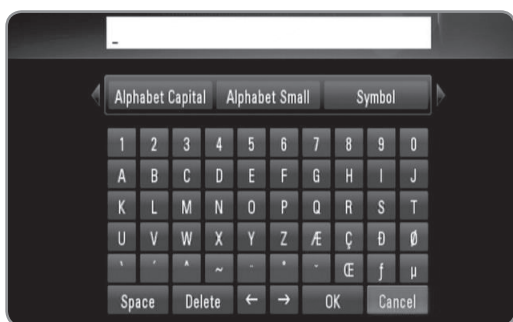 _
Alphabet Capital Alphabet Small Symbol
1 2 3 4 5 6 7 8 9 0
A B C D E F G H I J
K L M N O P Q R S T
U V W X Y Z Æ Ç Ð Ø
` ´ ^ ~ ¨ ° ˇ Œ ƒ µ
Space Delete ← → OK Cancel